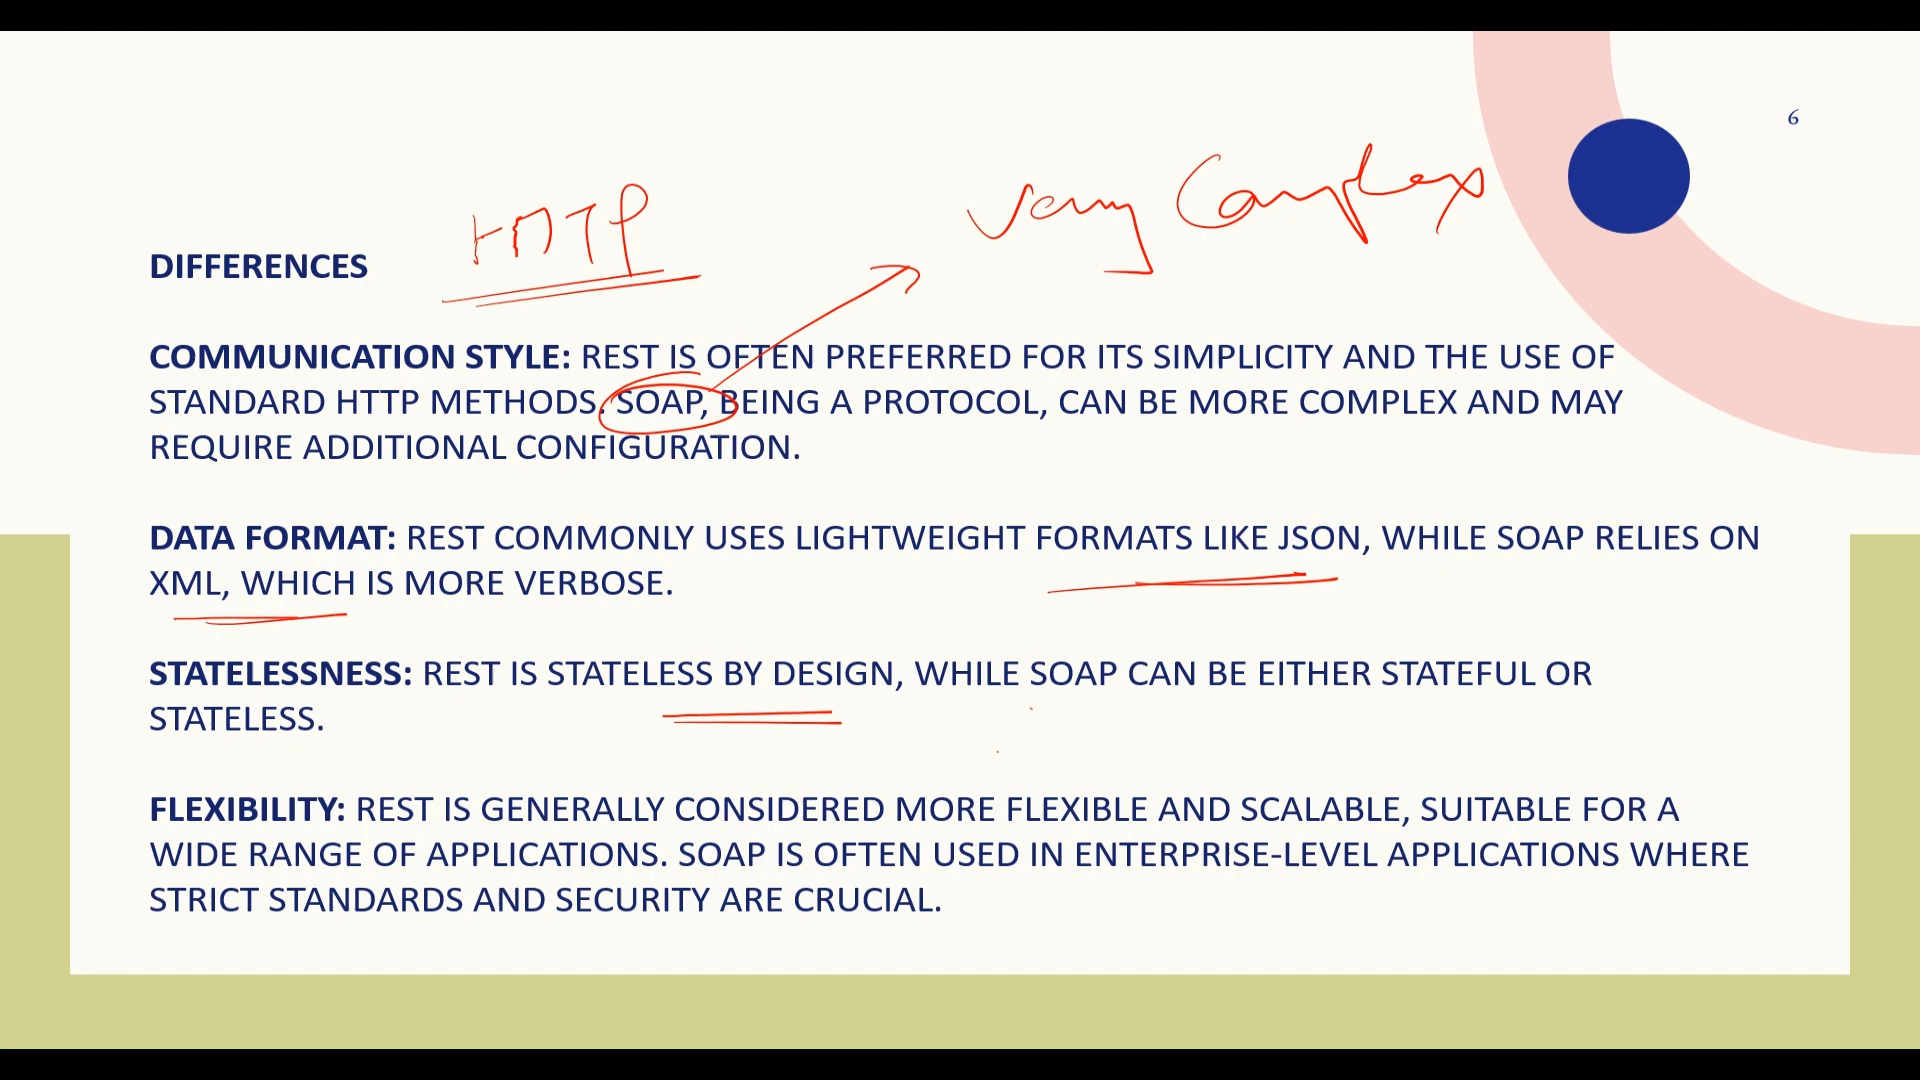 6
HTTP
Very Complex
DIFFERENCES
COMMUNICATION STYLE: REST IS OFTEN PREFERRED FOR ITS SIMPLICITY AND THE USE OF
STANDARD HTTP METHODS. SOAP, BEING A PROTOCOL, CAN BE MORE COMPLEX AND MAY
REQUIRE ADDITIONAL CONFIGURATION.
DATA FORMAT: REST COMMONLY USES LIGHTWEIGHT FORMATS LIKE JSON, WHILE SOAP RELIES ON
XML, WHICH IS MORE VERBOSE.
STATELESSNESS: REST IS STATELESS BY DESIGN, WHILE SOAP CAN BE EITHER STATEFUL OR
STATELESS.
FLEXIBILITY: REST IS GENERALLY CONSIDERED MORE FLEXIBLE AND SCALABLE, SUITABLE FOR A
WIDE RANGE OF APPLICATIONS. SOAP IS OFTEN USED IN ENTERPRISE-LEVEL APPLICATIONS WHERE
STRICT STANDARDS AND SECURITY ARE CRUCIAL.